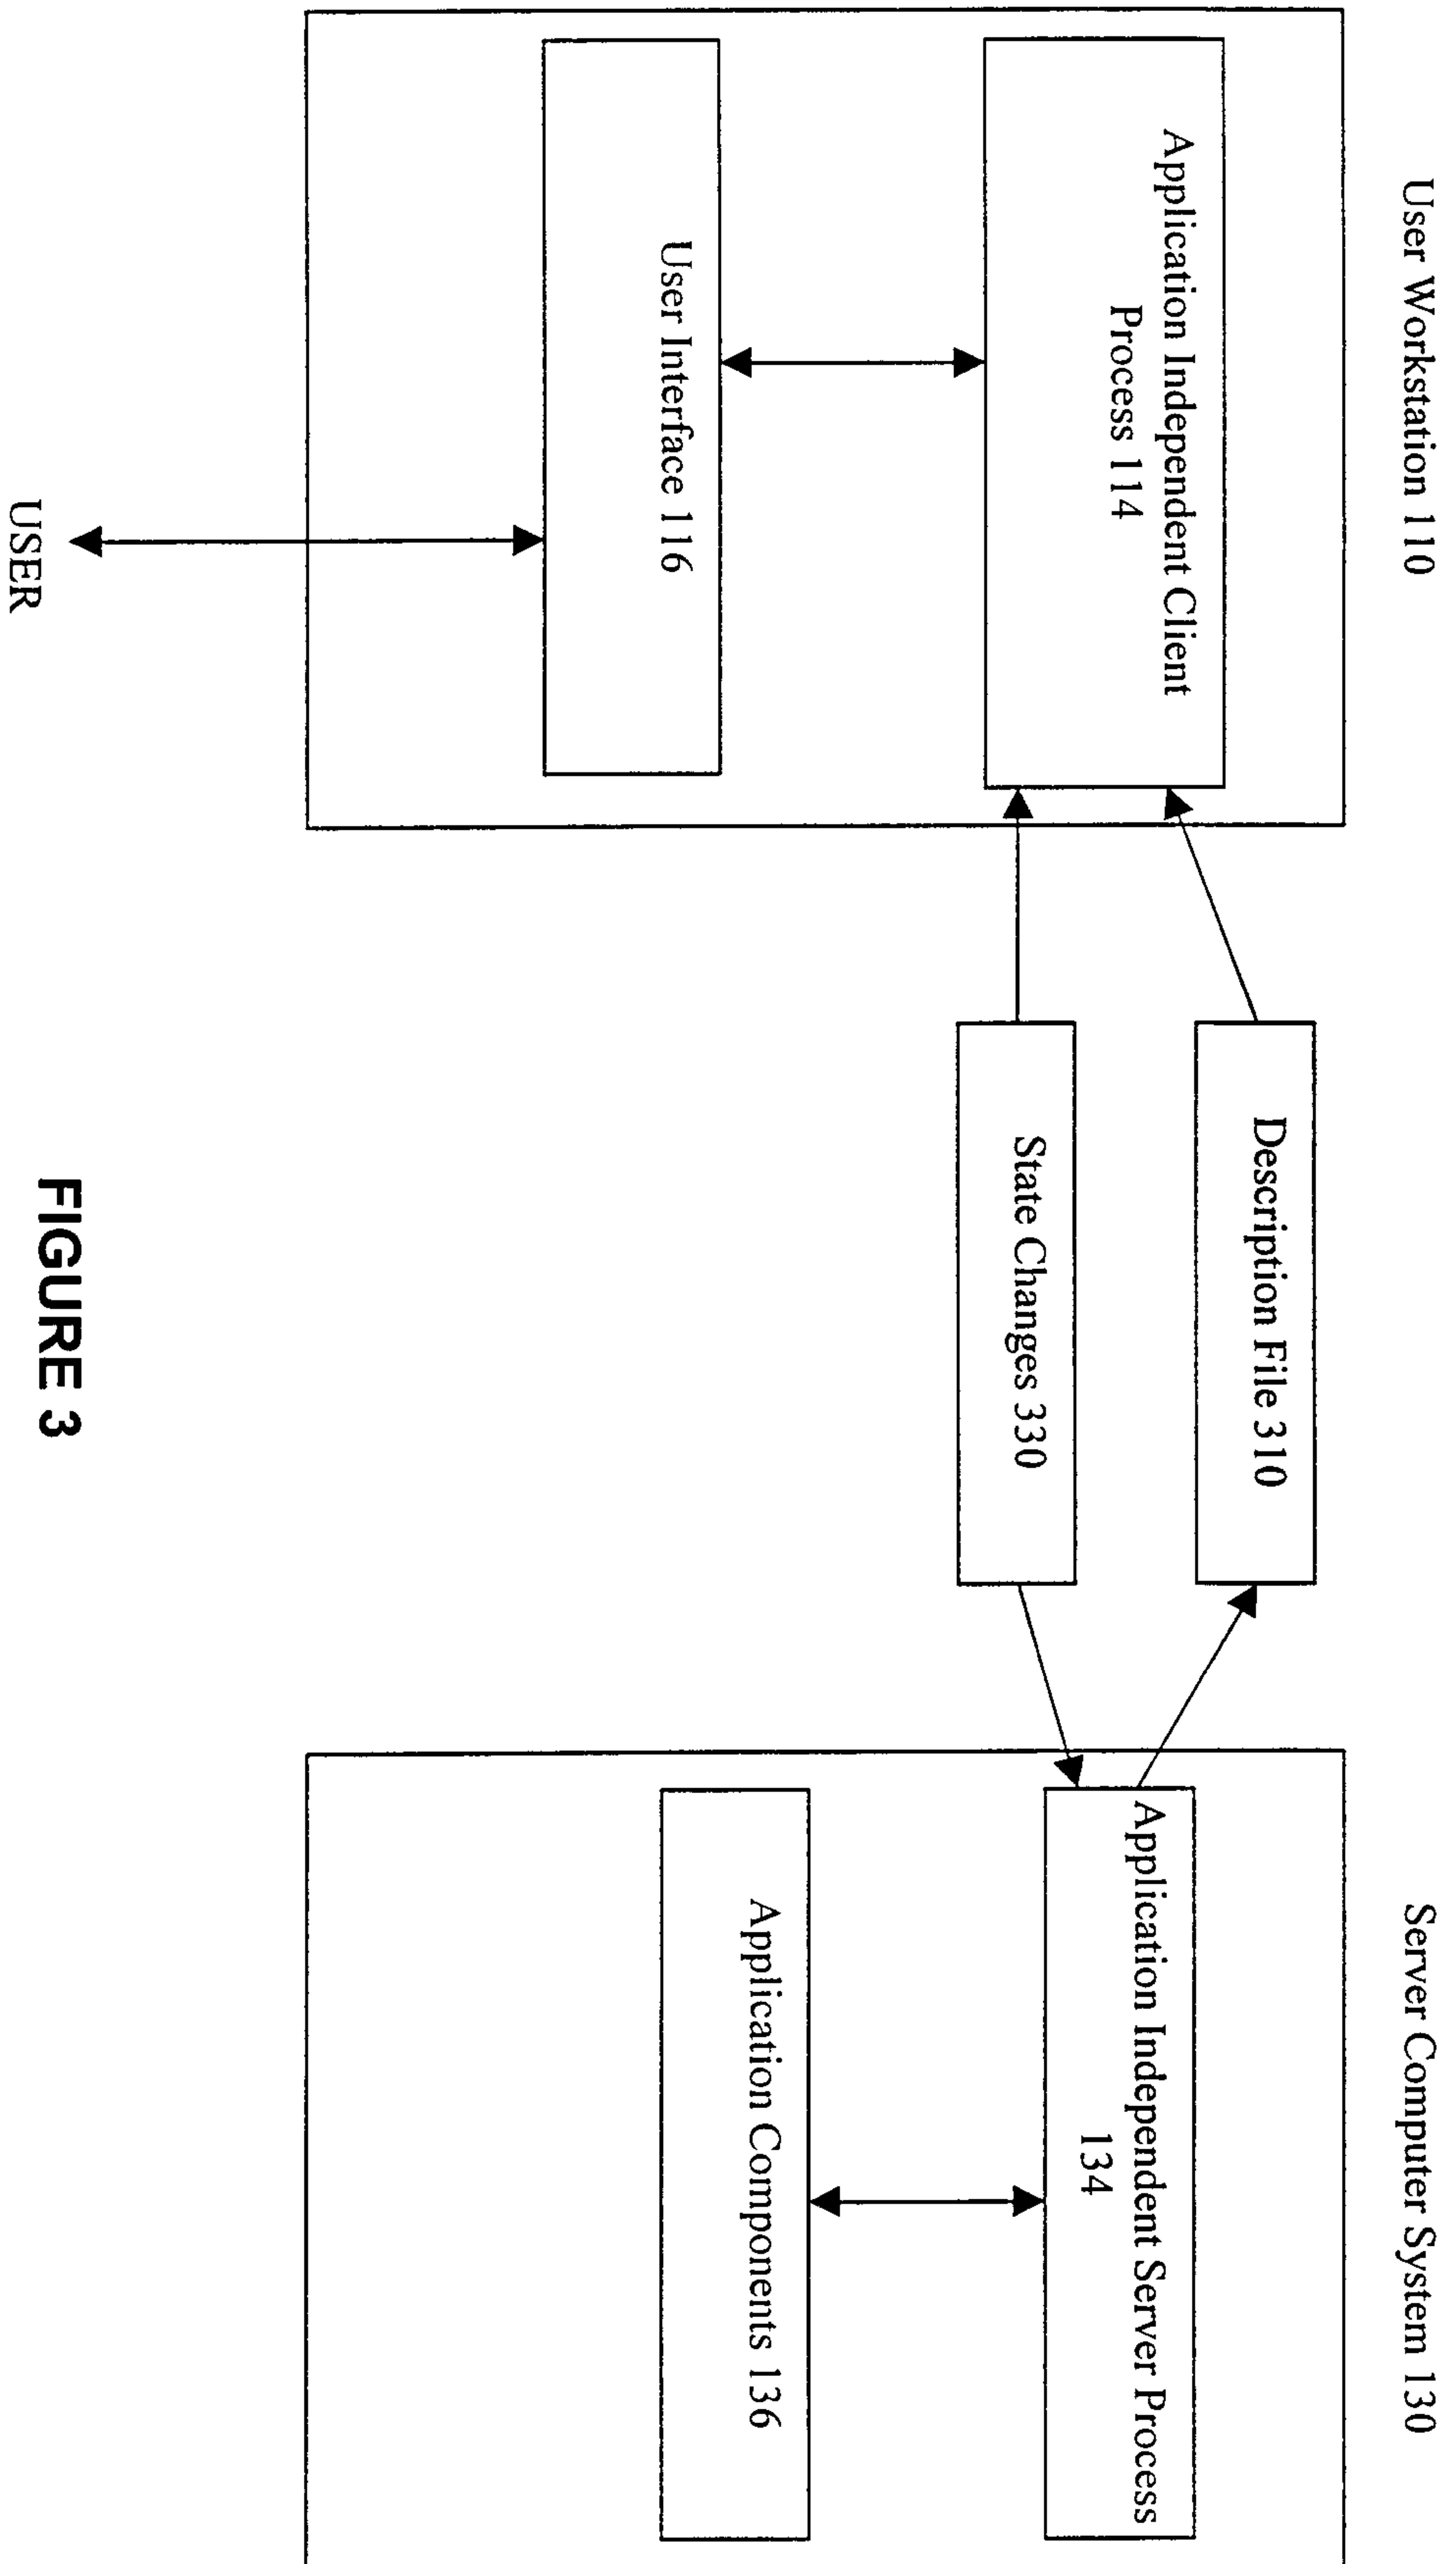 User Workstation 110
Application Independent Client
Process 114
User Interface 116
USER
Description File 310
State Changes 330
Server Computer System 130
Application Independent Server Process
134
Application Components 136
FIGURE 3